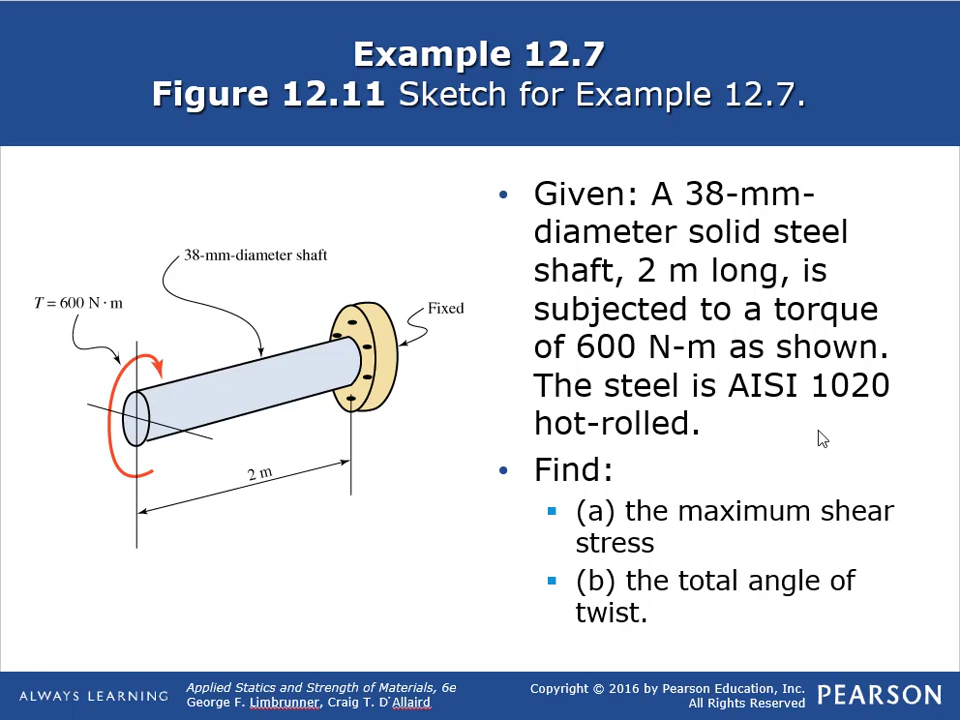 Example 12.7
Figure 12.11 Sketch for Example 12.7.
38-mm-diameter shaft
T = 600 N · m
Fixed
2 m
• Given: A 38-mm-
diameter solid steel
shaft, 2 m long, is
subjected to a torque
of 600 N-m as shown.
The steel is AISI 1020
hot-rolled.
• Find:
▪ (a) the maximum shear
stress
▪ (b) the total angle of
twist.
ALWAYS LEARNING
Applied Statics and Strength of Materials, 6e
George F. Limbrunner, Craig T. D'Allaird
Copyright © 2016 by Pearson Education, Inc.
All Rights Reserved
PEARSON